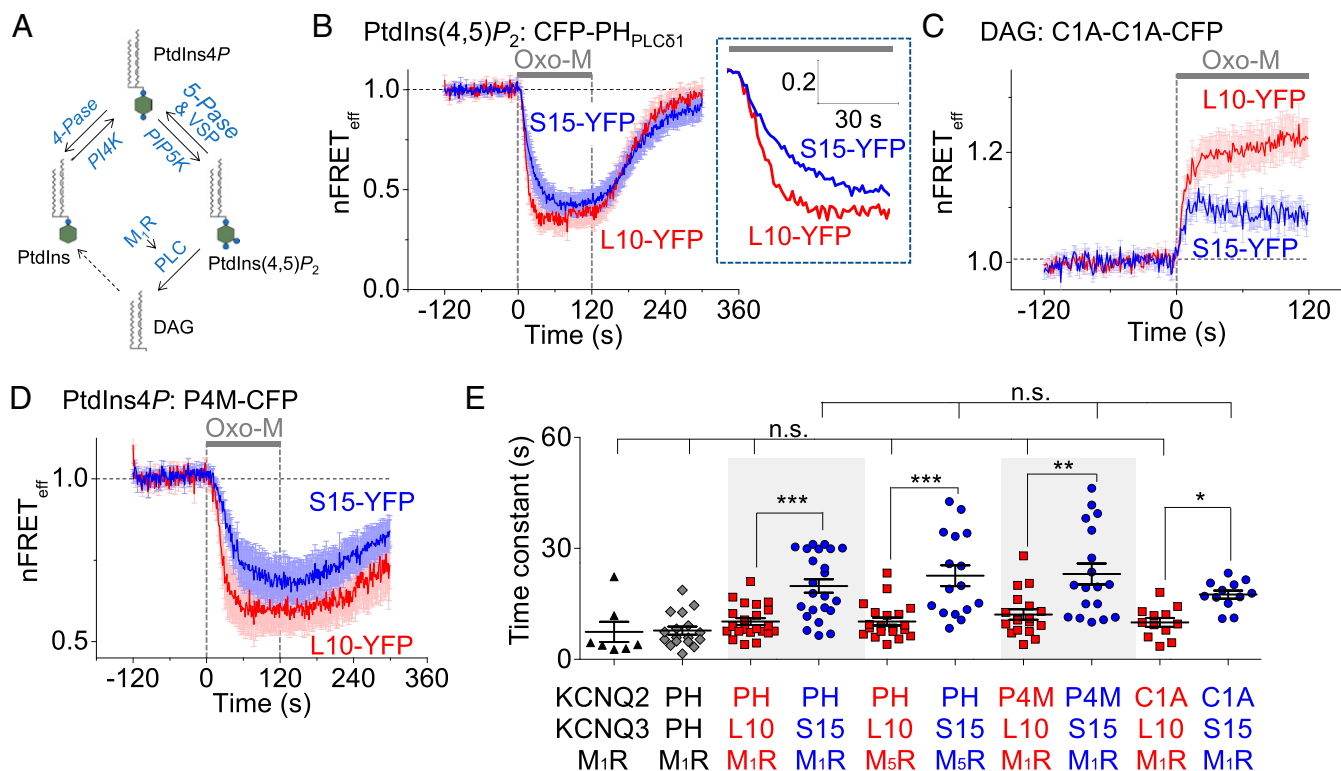 A
PtdIns4P
4-Pase
PI4K
5-Pase
& VSP
PIP5K
PtdIns
M₁R
PLC
PtdIns(4,5)P₂
DAG
B PtdIns(4,5)P₂: CFP-PH PLCδ1
Oxo-M
1.0
0.5
0.0
nFRETeff
S15-YFP
L10-YFP
-120 0 120 240 360
Time (s)
0.2
30 s
S15-YFP
L10-YFP
C DAG: C1A-C1A-CFP
Oxo-M
L10-YFP
1.2
1.0
nFRETeff
S15-YFP
-120 -60 0 60 120
Time (s)
D PtdIns4P: P4M-CFP
Oxo-M
1.0
0.5
nFRETeff
S15-YFP
L10-YFP
-120 0 120 240 360
Time (s)
E
n.s.
n.s.
60
30
0
Time constant (s)
*** *** ** *
KCNQ2 PH PH PH PH PH P4M P4M C1A C1A
KCNQ3 PH L10 S15 L10 S15 L10 S15 L10 S15
M₁R M₁R M₁R M₁R M₅R M₅R M₁R M₁R M₁R M₁R